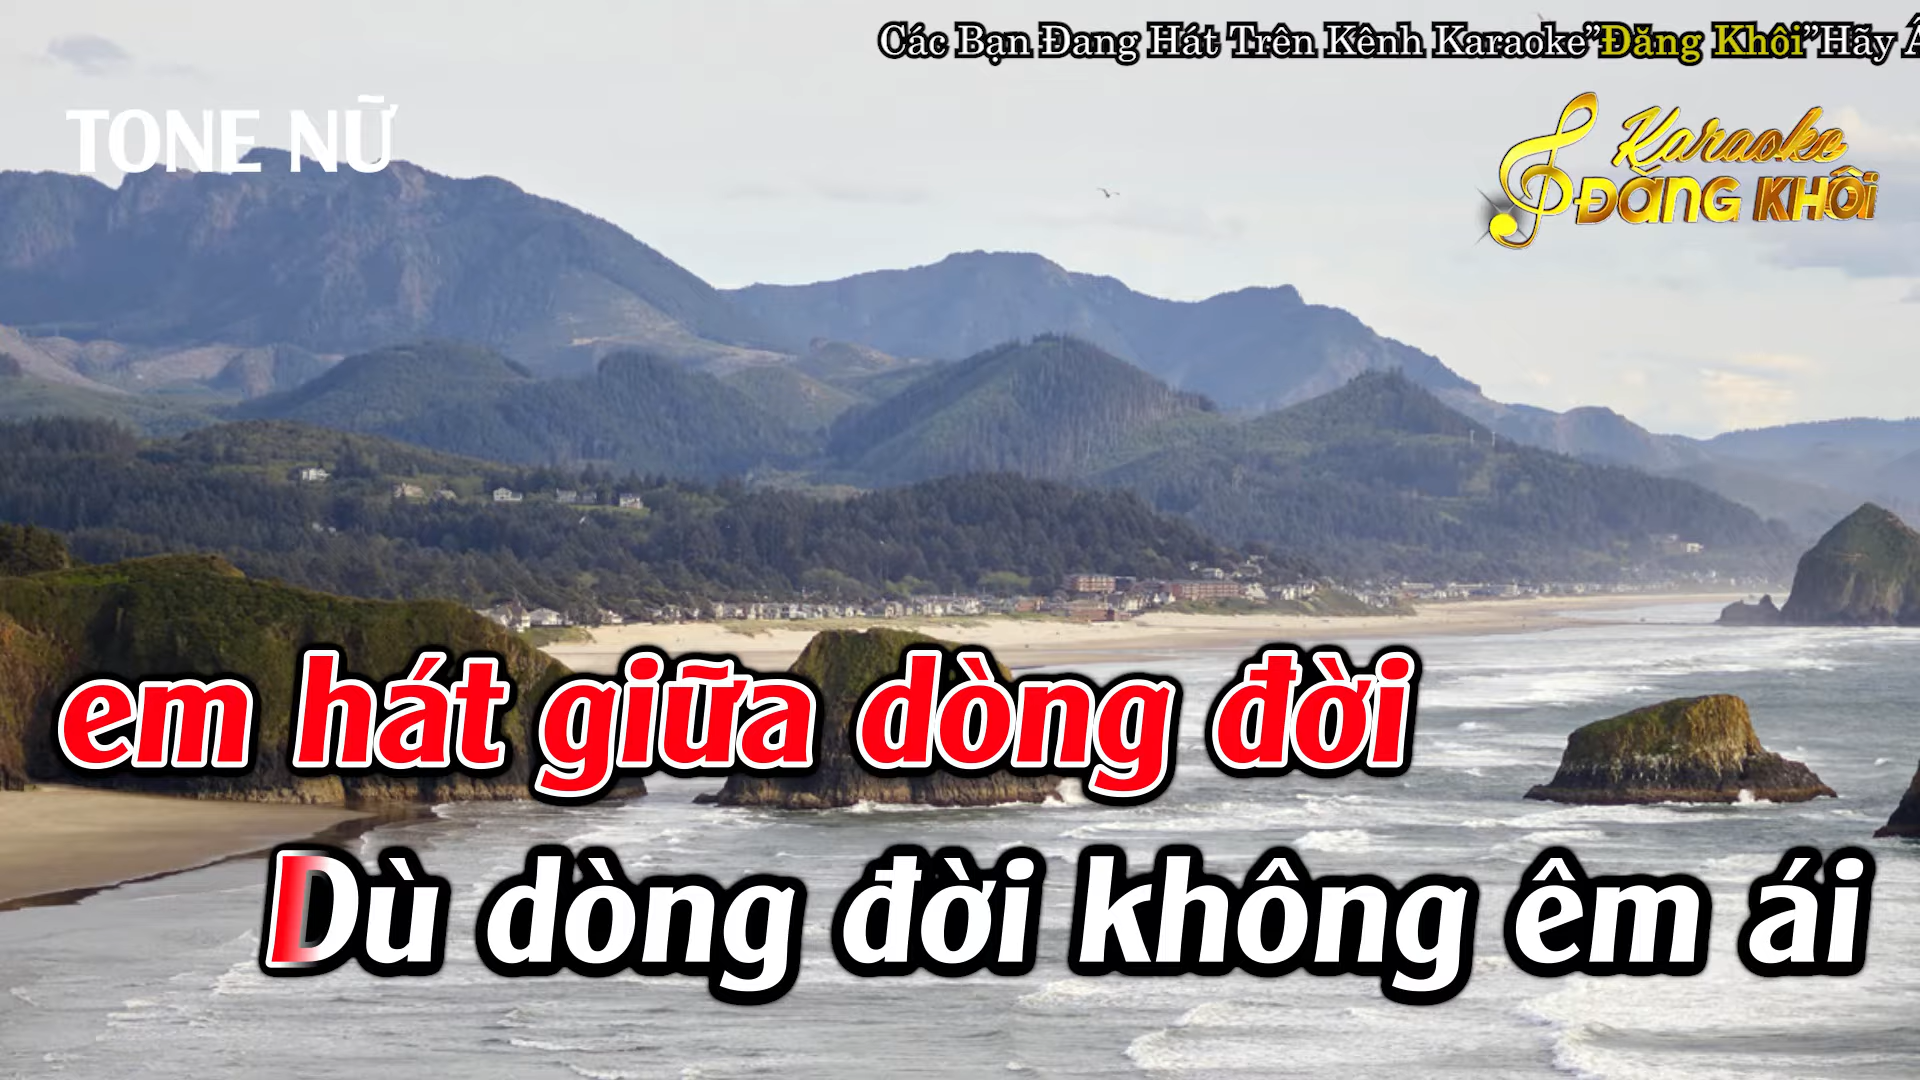 Các Bạn Đang Hát Trên Kênh Karaoke”Đăng Khôi”Hãy
TONE NỮ
Karaoke
ĐĂNG KHÔI
em hát giữa dòng đời
Dù dòng đời không êm ái